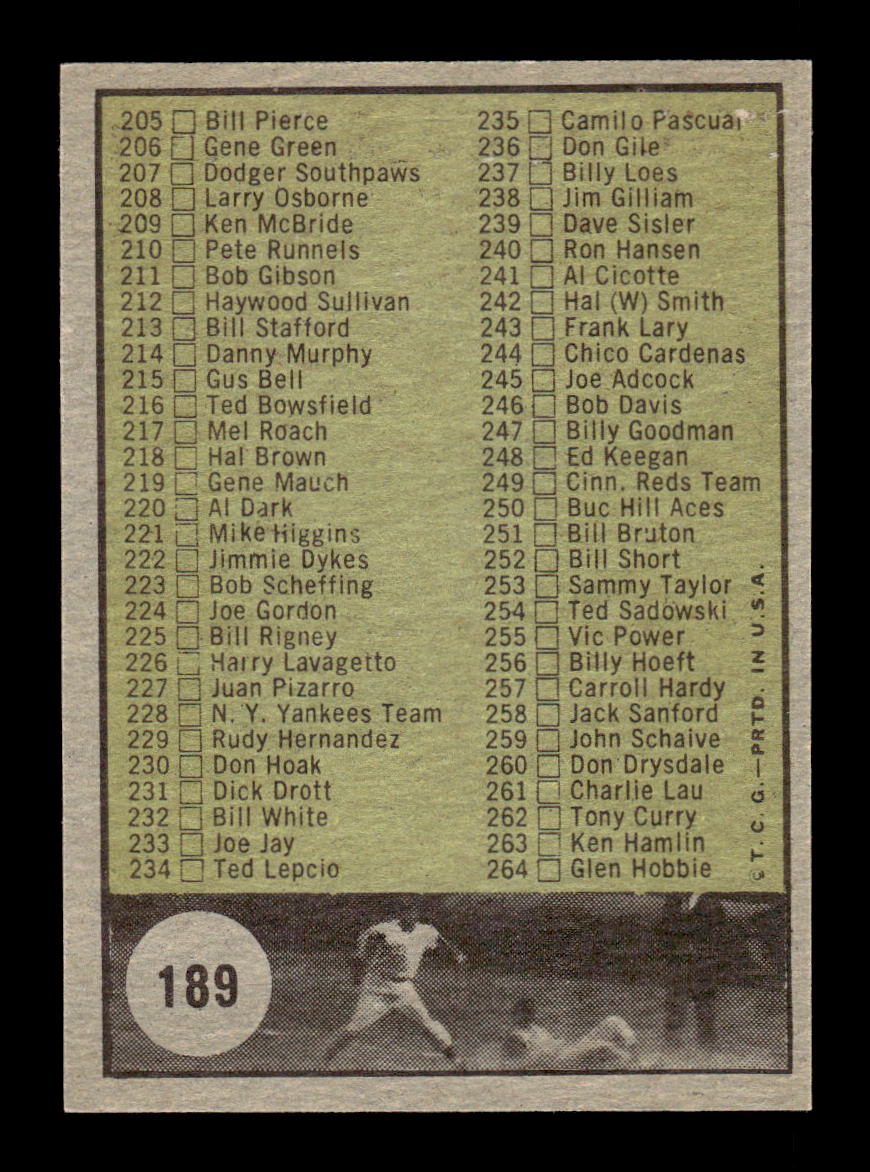 205 Bill Pierce
206 Gene Green
207 Dodger Southpaws
208 Larry Osborne
209 Ken McBride
210 Pete Runnels
211 Bob Gibson
212 Haywood Sullivan
213 Bill Stafford
214 Danny Murphy
215 Gus Bell
216 Ted Bowsfield
217 Mel Roach
218 Hal Brown
219 Gene Mauch
220 Al Dark
221 Mike Higgins
222 Jimmie Dykes
223 Bob Scheffing
224 Joe Gordon
225 Bill Rigney
226 Harry Lavagetto
227 Juan Pizarro
228 N. Y. Yankees Team
229 Rudy Hernandez
230 Don Hoak
231 Dick Drott
232 Bill White
233 Joe Jay
234 Ted Lepcio
235 Camilo Pascual
236 Don Gile
237 Billy Loes
238 Jim Gilliam
239 Dave Sisler
240 Ron Hansen
241 Al Cicotte
242 Hal (W) Smith
243 Frank Lary
244 Chico Cardenas
245 Joe Adcock
246 Bob Davis
247 Billy Goodman
248 Ed Keegan
249 Cinn. Reds Team
250 Buc Hill Aces
251 Bill Bruton
252 Bill Short
253 Sammy Taylor
254 Ted Sadowski
255 Vic Power
256 Billy Hoeft
257 Carroll Hardy
258 Jack Sanford
259 John Schaive
260 Don Drysdale
261 Charlie Lau
262 Tony Curry
263 Ken Hamlin
264 Glen Hobbie
© T. C. G.—PRTD. IN U.S.A.
189